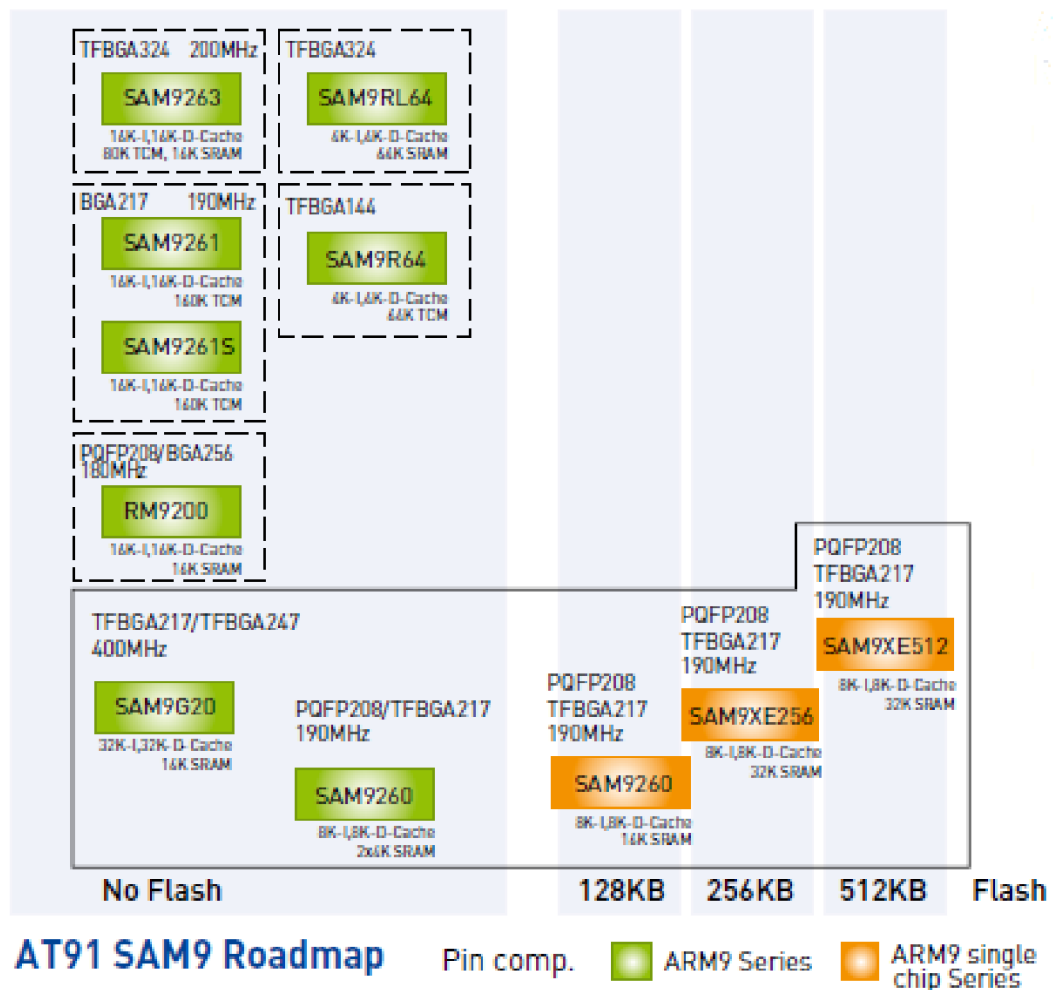 TFBGA324 200MHz
SAM9263
16K-I,16K-D-Cache
80K TCM, 16K SRAM
TFBGA324
SAM9RL64
4K-I,4K-D-Cache
64K SRAM
BGA217 190MHz
SAM9261
16K-I,16K-D-Cache
160K TCM
SAM9261S
16K-I,16K-D-Cache
160K TCM
TFBGA144
SAM9R64
4K-I,4K-D-Cache
64K TCM
PQFP208/BGA256
180MHz
RM9200
16K-I,16K-D-Cache
16K SRAM
TFBGA217/TFBGA247
400MHz
SAM9G20
32K-I,32K-D-Cache
16K SRAM
PQFP208/TFBGA217
190MHz
SAM9260
8K-I,8K-D-Cache
2x4K SRAM
PQFP208
TFBGA217
190MHz
SAM9260
8K-I,8K-D-Cache
16K SRAM
PQFP208
TFBGA217
190MHz
SAM9XE256
8K-I,8K-D-Cache
32K SRAM
PQFP208
TFBGA217
190MHz
SAM9XE512
8K-I,8K-D-Cache
32K SRAM
No Flash 128KB 256KB 512KB Flash
AT91 SAM9 Roadmap
Pin comp.
ARM9 Series
ARM9 single
chip Series